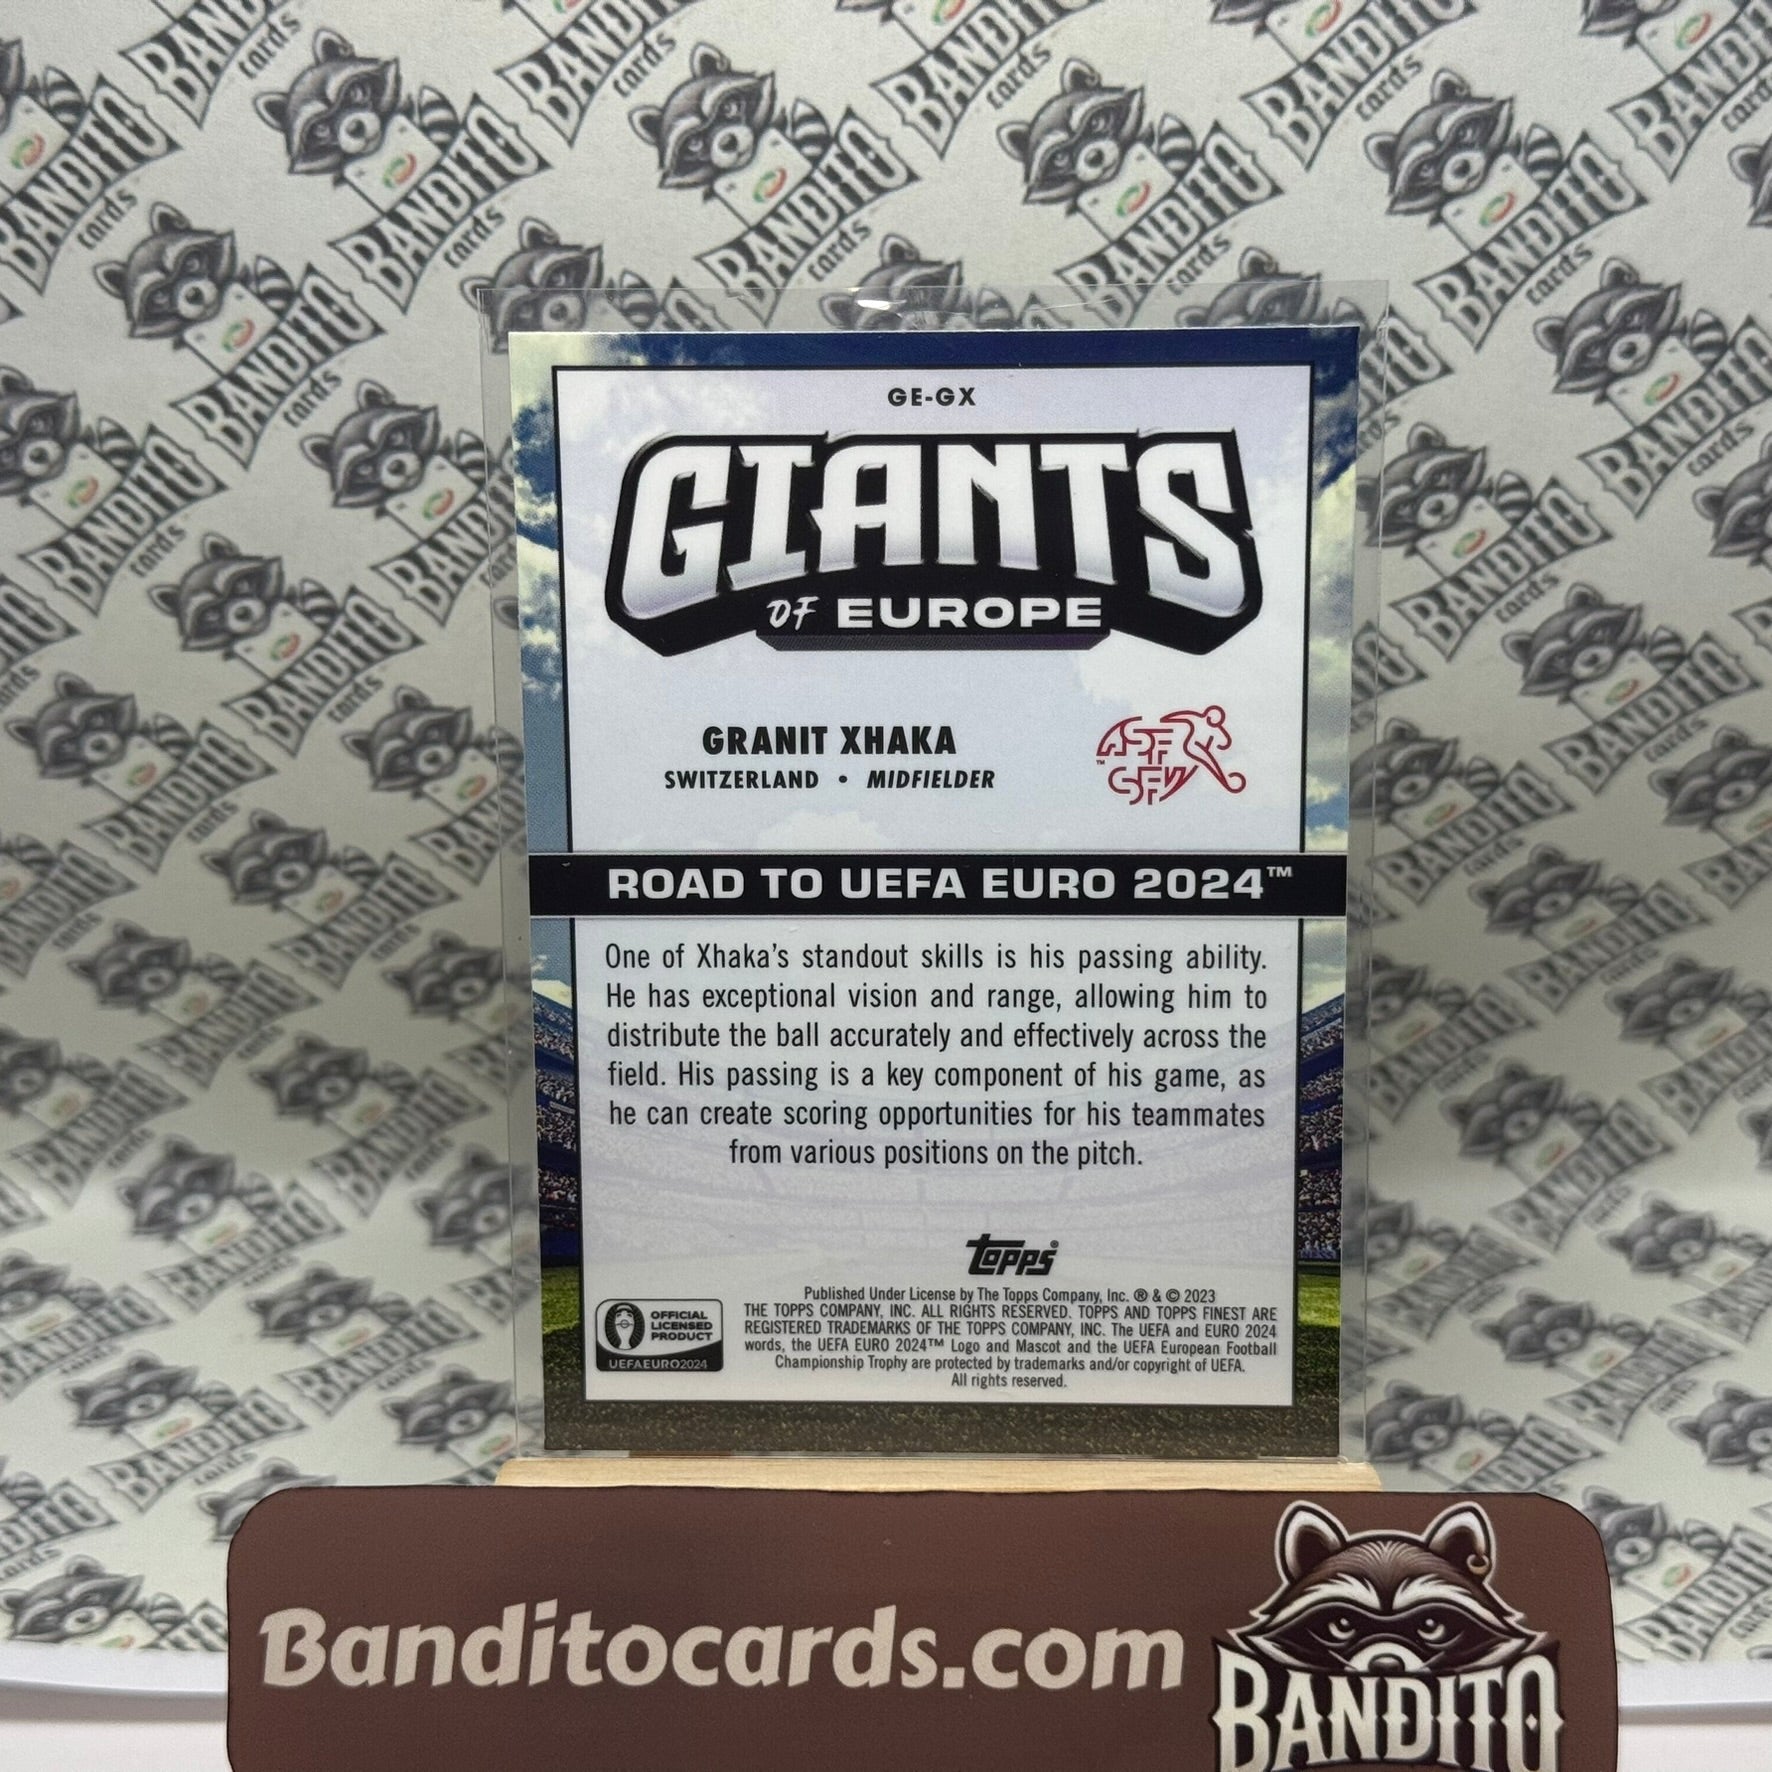 GE-GX
GIANTS
OF EUROPE
GRANIT XHAKA
SWITZERLAND • MIDFIELDER
ASF
SFV
™
ROAD TO UEFA EURO 2024™
One of Xhaka's standout skills is his passing ability.
He has exceptional vision and range, allowing him to
distribute the ball accurately and effectively across the
field. His passing is a key component of his game, as
he can create scoring opportunities for his teammates
from various positions on the pitch.
topps®
Published Under License by The Topps Company, Inc. ® & © 2023
THE TOPPS COMPANY, INC. ALL RIGHTS RESERVED. TOPPS AND TOPPS FINEST ARE
REGISTERED TRADEMARKS OF THE TOPPS COMPANY, INC. The UEFA and EURO 2024
words, the UEFA EURO 2024™ Logo and Mascot and the UEFA European Football
Championship Trophy are protected by trademarks and/or copyright of UEFA.
All rights reserved.
OFFICIAL
LICENSED
PRODUCT
UEFAEURO2024
Banditocards.com
BANDITO
BANDITO
cards